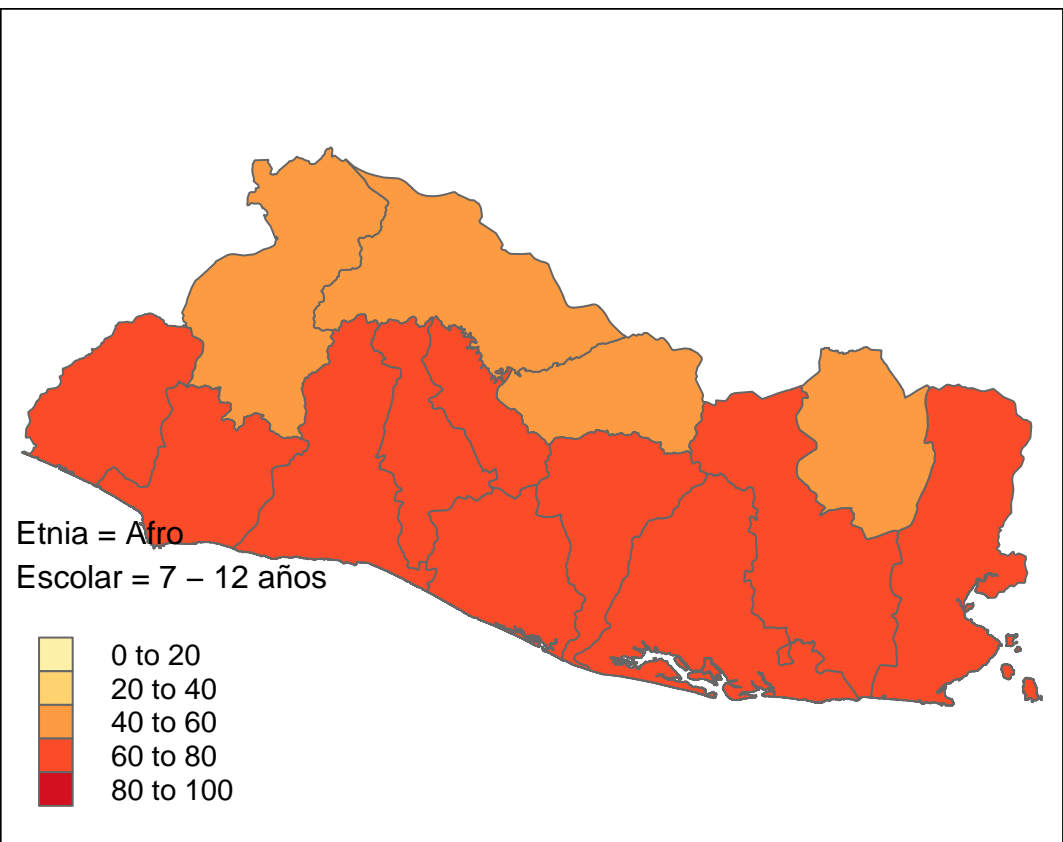 Etnia = Afro
Escolar = 7 – 12 años
0 to 20
20 to 40
40 to 60
60 to 80
80 to 100